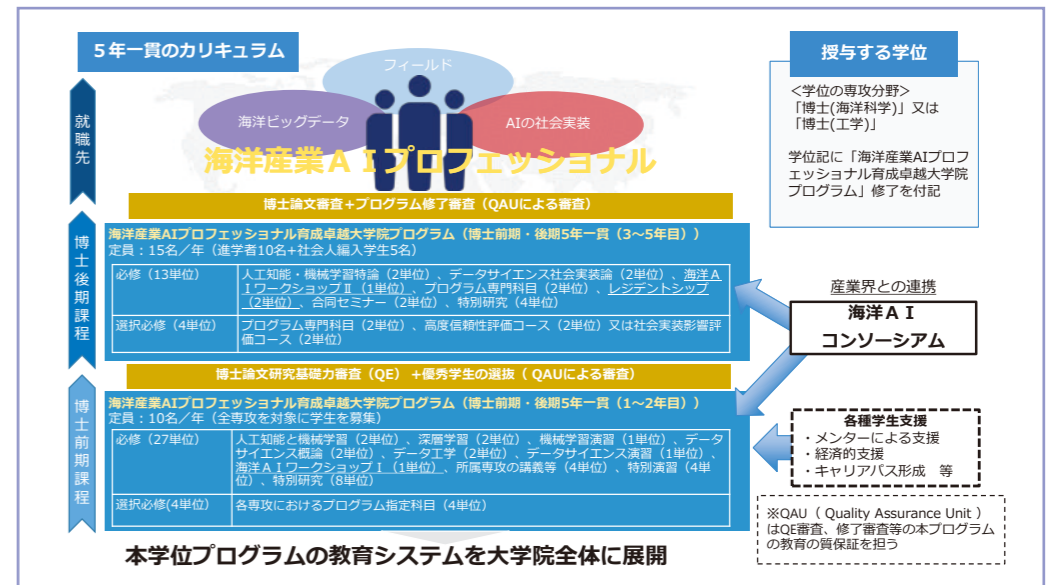 5年一貫のカリキュラム
フィールド
海洋ビッグデータ
AIの社会実装
海洋産業AIプロフェッショナル
就職先
博士論文審査+プログラム修了審査（QAUによる審査）
博士後期課程
海洋産業AIプロフェッショナル育成卓越大学院プログラム（博士前期・後期5年一貫（3～5年目））
定員：15名／年（進学者10名+社会人編入学生5名）
必修（13単位）
人工知能・機械学習特論（2単位）、データサイエンス社会実装論（2単位）、海洋A
Iワークショップⅱ（1単位）、プログラム専門科目（2単位）、レジデントシップ
（2単位）、合同セミナー（2単位）、特別研究（4単位）
選択必修（4単位）
プログラム専門科目（2単位）、高度信頼性評価コース（2単位）又は社会実装影響評
価コース（2単位）
博士論文研究基礎力審査（QE） +優秀学生の選抜（ QAUによる審査）
博士前期課程
海洋産業AIプロフェッショナル育成卓越大学院プログラム（博士前期・後期5年一貫（1～2年目））
定員：10名／年（全専攻を対象に学生を募集）
必修（27単位）
人工知能と機械学習（2単位）、深層学習（2単位）、機械学習演習（1単位）、データ
サイエンス概論（2単位）、データ工学（2単位）、データサイエンス演習（1単位）、
海洋AIワークショップⅠ（1単位）、所属専攻の講義等（4単位）、特別演習（4単
位）、特別研究（8単位）
選択必修(4単位）
各専攻におけるプログラム指定科目（4単位）
本学位プログラムの教育システムを大学院全体に展開
授与する学位
<学位の専攻分野>
「博士(海洋科学)」又は
「博士(工学)」
学位記に「海洋産業AIプロフ
ェッショナル育成卓越大学院
プログラム」修了を付記
産業界との連携
海洋AI
コンソーシアム
各種学生支援
・メンターによる支援
・経済的支援
・キャリアパス形成 等
※QAU（ Quality Assurance Unit ）
はQE審査、修了審査等の本プログラム
の教育の質保証を担う